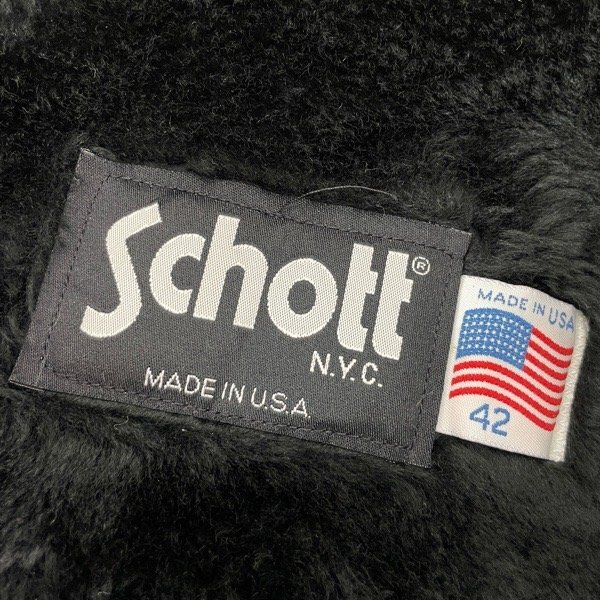 Schott®
N.Y.C.
MADE IN U.S.A.
MADE IN USA
42